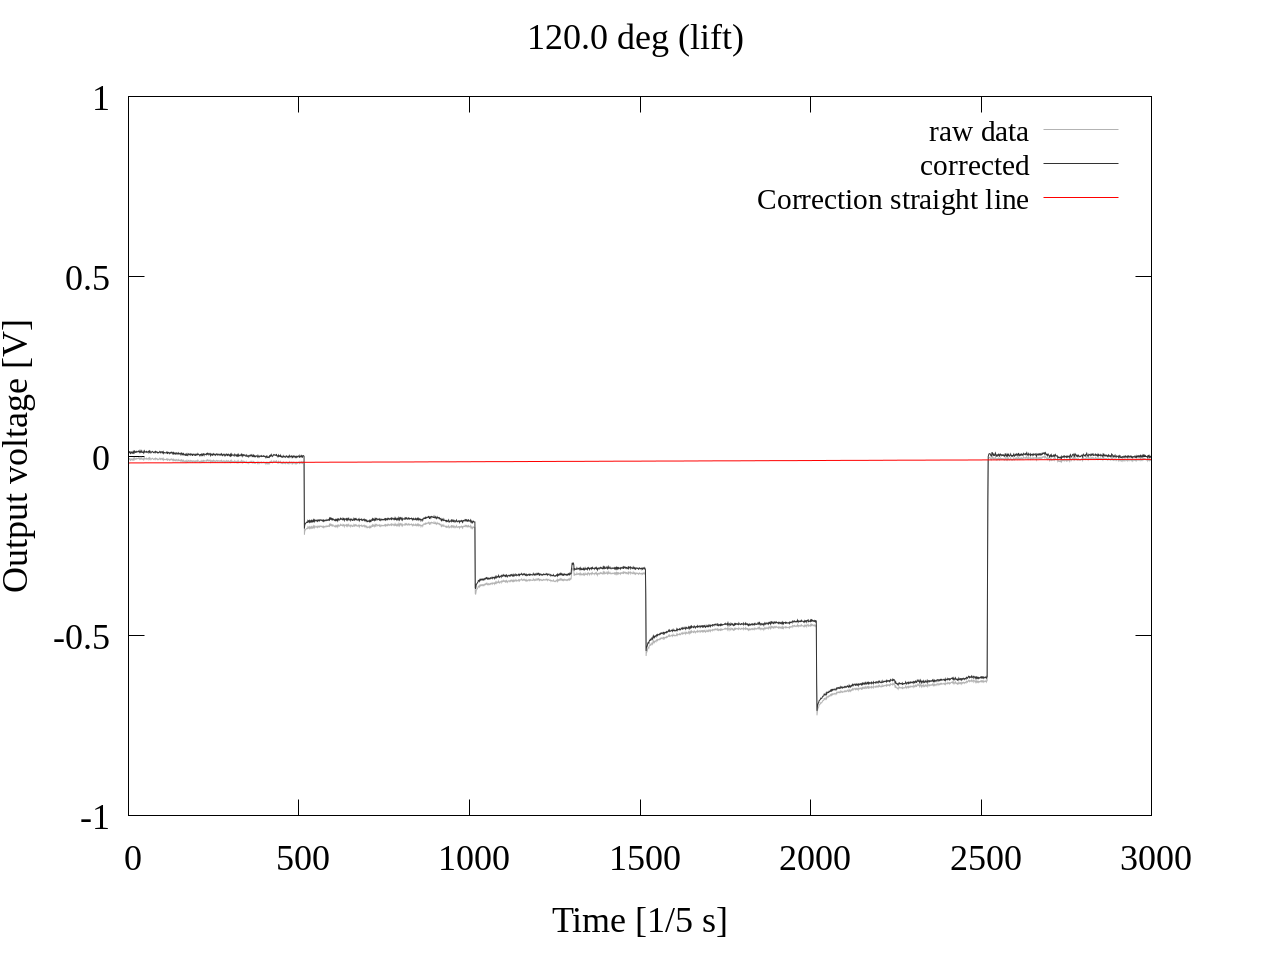 120.0 deg (lift)
raw data
corrected
Correction straight line
1
0.5
0
-0.5
-1
Output voltage [V]
0 500 1000 1500 2000 2500 3000
Time [1/5 s]